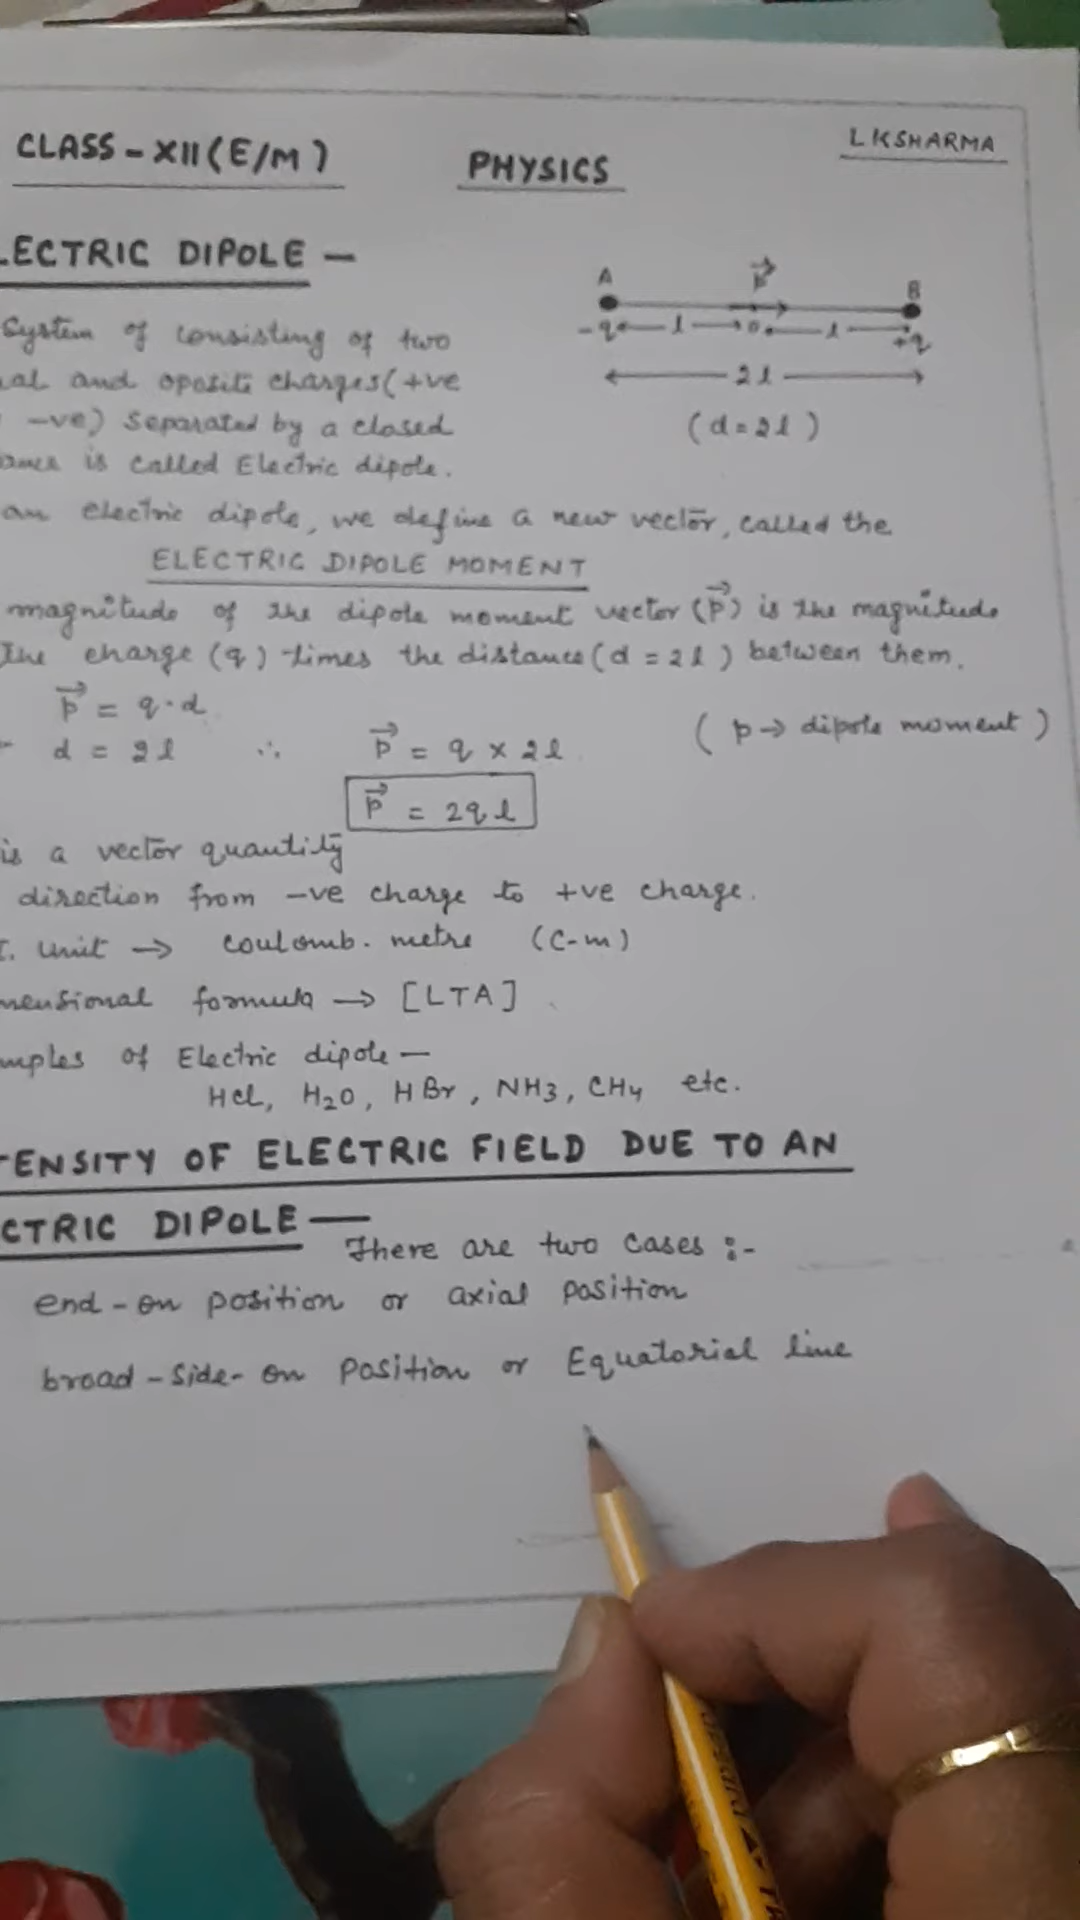 CLASS-XII (E/M)
PHYSICS
LKSHARMA
LECTRIC DIPOLE -
System of consisting of two
al and oposite charges (+ve
-ve) separated by a closed
is called Electric dipole.
A
p⃗
B
-q
l
o
l
+q
2l
(d=2l)
an electric dipole, we define a new vector, called the
ELECTRIC DIPOLE MOMENT
magnitude of the dipole moment vector (p⃗) is the magnitude
The charge (q) times the distance (d = 2l) between them.
p⃗ = q·d
(p → dipole moment)
d = 2l ∴ p⃗ = q × 2l
p⃗ = 2ql
is a vector quantity
direction from -ve charge to +ve charge.
I. Unit → coulomb. metre (C-m)
mensional formula → [LTA]
mples of Electric dipole -
HCl, H₂O, HBr, NH3, CH4 etc.
TENSITY OF ELECTRIC FIELD DUE TO AN
CTRIC DIPOLE —
There are two cases :-
end-on position or axial position
broad-side-on position or Equatorial line